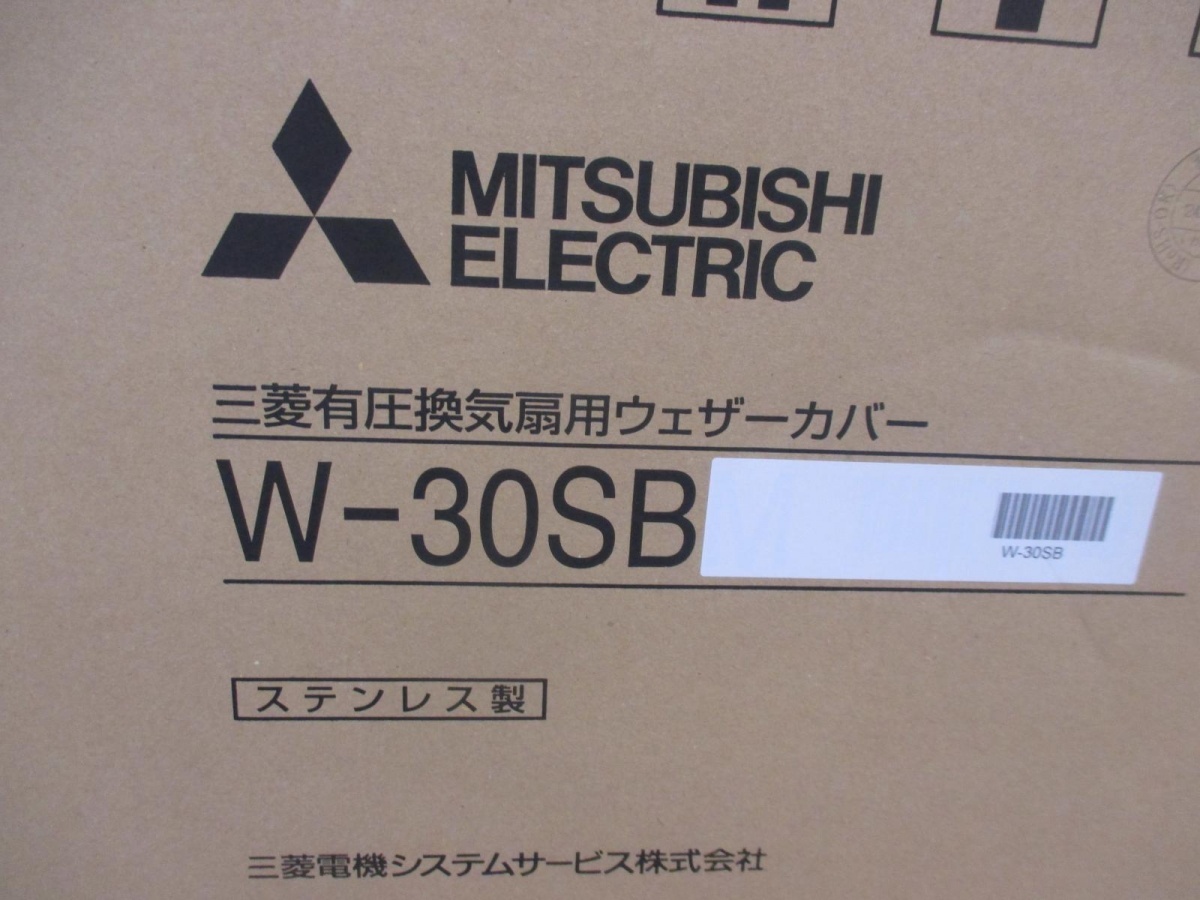 MITSUBISHI
ELECTRIC
三菱有圧換気扇用ウェザーカバー
W-30SB
W-30SB
ステンレス製
三菱電機システムサービス株式会社